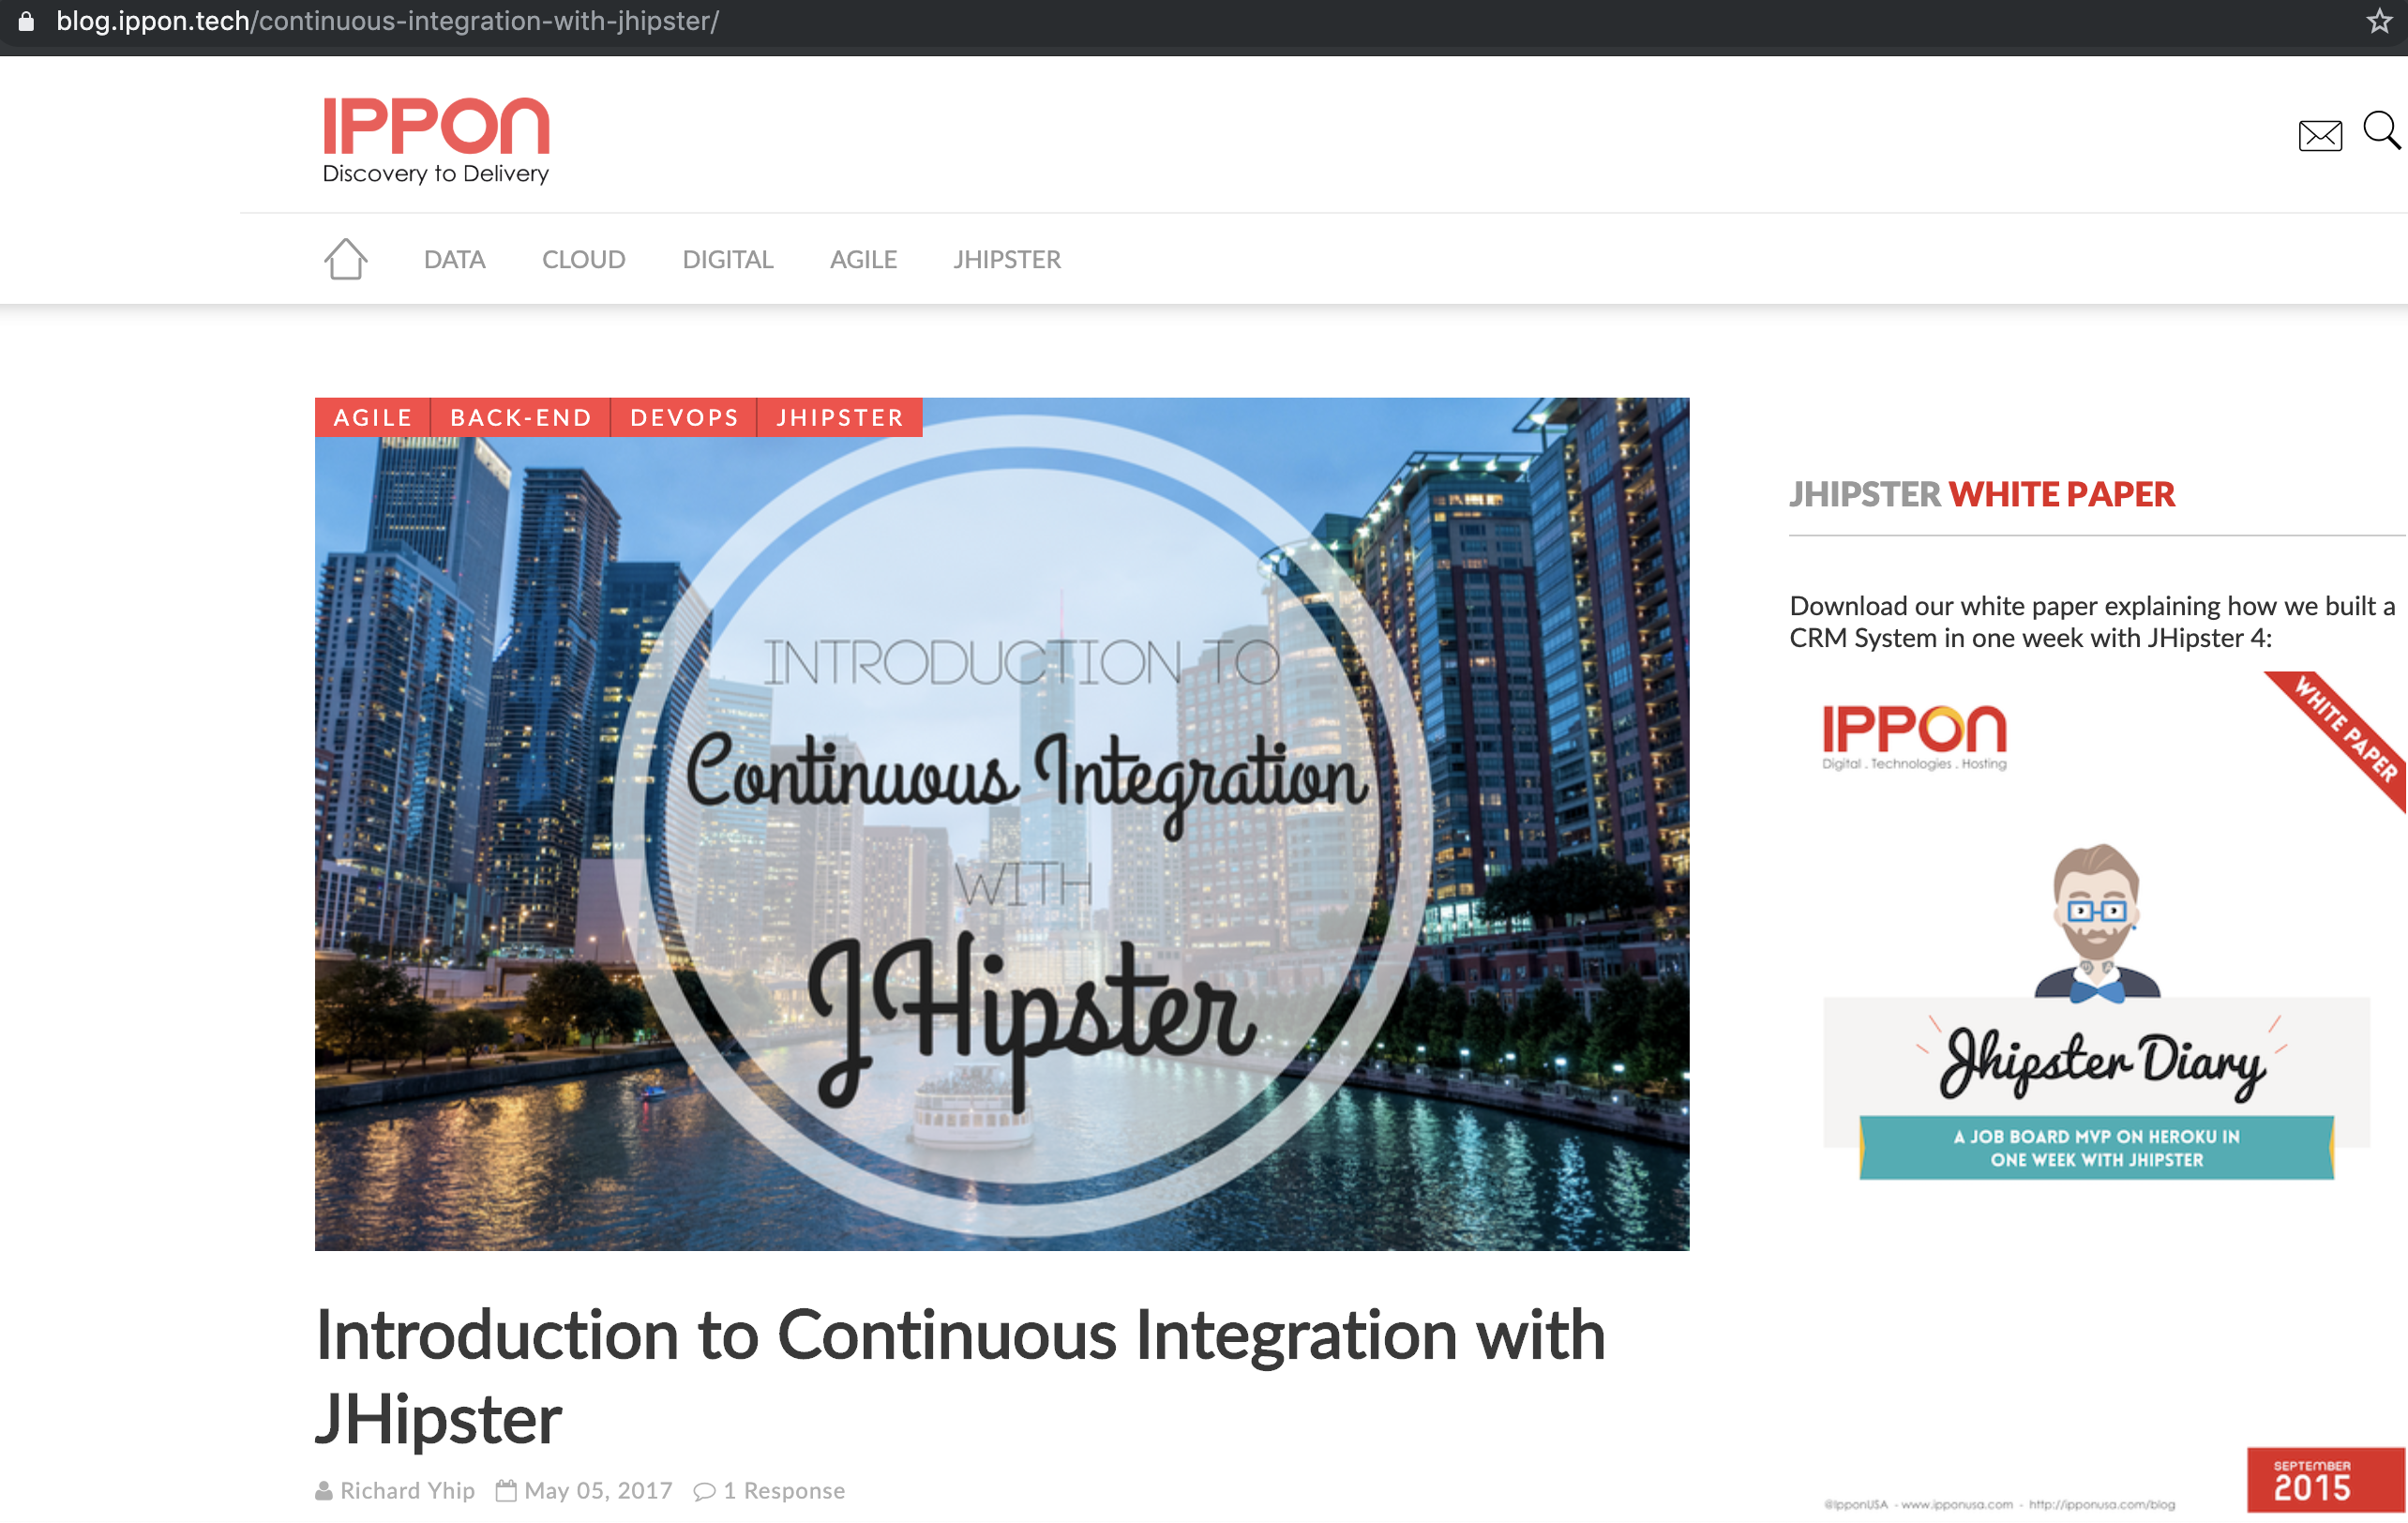 blog.ippon.tech/continuous-integration-with-jhipster/
IPPON
Discovery to Delivery
DATA CLOUD DIGITAL AGILE JHIPSTER
AGILE BACK-END DEVOPS JHIPSTER
INTRODUCTION TO
Continuous Integration
WITH
JHipster
Introduction to Continuous Integration with
JHipster
Richard Yhip May 05, 2017 1 Response
JHIPSTER WHITE PAPER
Download our white paper explaining how we built a
CRM System in one week with JHipster 4:
IPPON
Digital . Technologies . Hosting
WHITE PAPER
Jhipster Diary
A JOB BOARD MVP ON HEROKU IN
ONE WEEK WITH JHIPSTER
@IpponUSA - www.ipponusa.com - http://ipponusa.com/blog
SEPTEMBER
2015